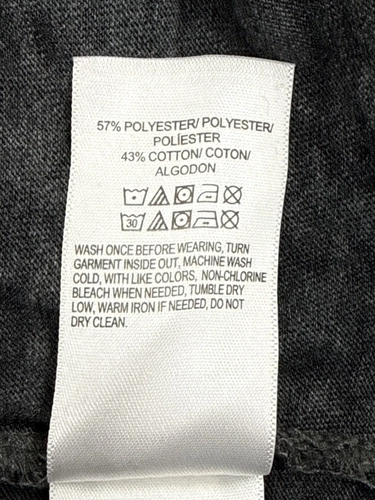 57% POLYESTER/ POLYESTER/
POLÍESTER
43% COTTON/ COTON/
ALGODON
30
WASH ONCE BEFORE WEARING, TURN
GARMENT INSIDE OUT, MACHINE WASH
COLD, WITH LIKE COLORS, NON-CHLORINE
BLEACH WHEN NEEDED, TUMBLE DRY
LOW, WARM IRON IF NEEDED, DO NOT
DRY CLEAN.